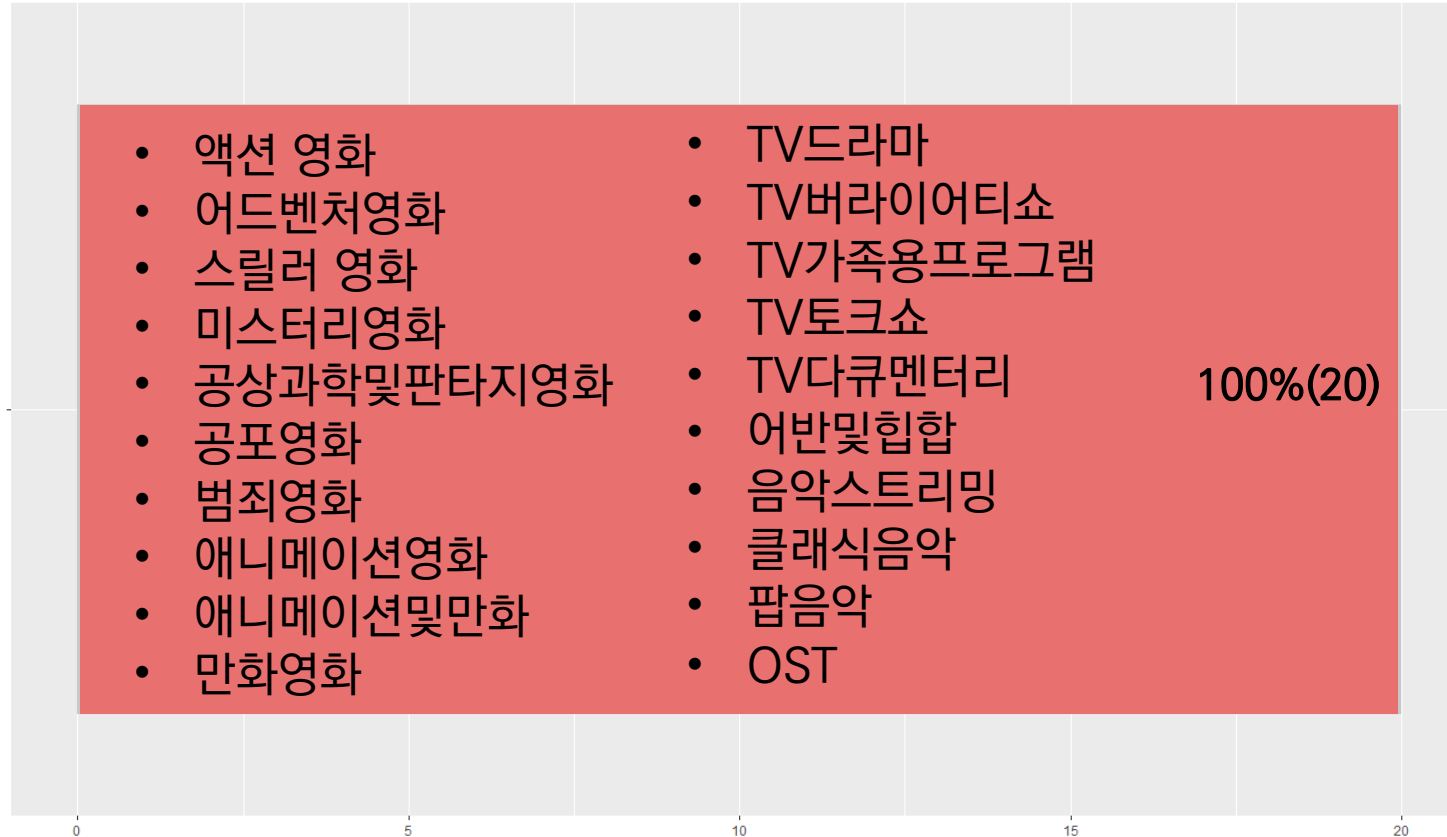 • 액션 영화
• 어드벤처영화
• 스릴러 영화
• 미스터리영화
• 공상과학및판타지영화
• 공포영화
• 범죄영화
• 애니메이션영화
• 애니메이션및만화
• 만화영화
• TV드라마
• TV버라이어티쇼
• TV가족용프로그램
• TV토크쇼
• TV다큐멘터리
• 어반및힙합
• 음악스트리밍
• 클래식음악
• 팝음악
• OST
100%(20)
0 5 10 15 20